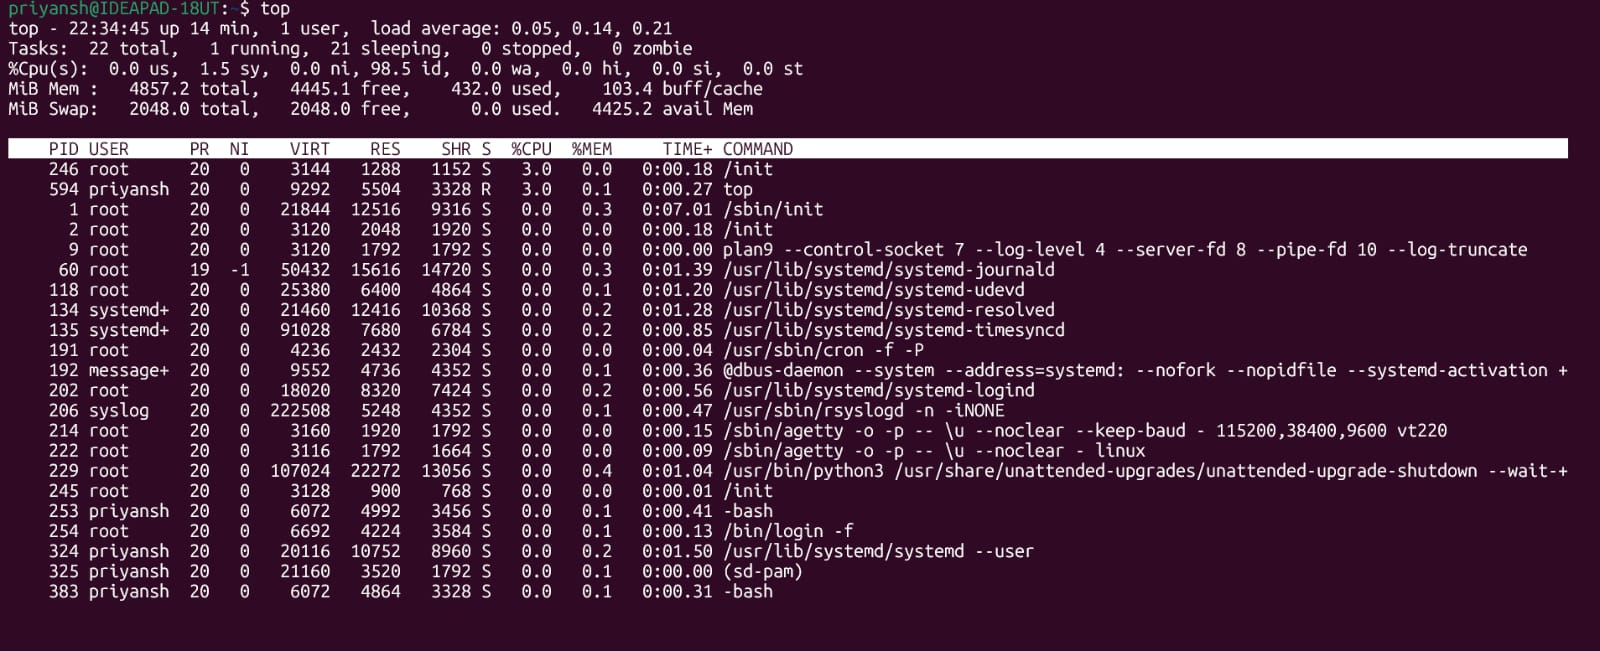 priyansh@IDEAPAD-18UT:~$ top
top - 22:34:45 up 14 min,  1 user,  load average: 0.05, 0.14, 0.21
Tasks:  22 total,   1 running,  21 sleeping,   0 stopped,   0 zombie
%Cpu(s):  0.0 us,  1.5 sy,  0.0 ni, 98.5 id,  0.0 wa,  0.0 hi,  0.0 si,  0.0 st
MiB Mem :   4857.2 total,   4445.1 free,    432.0 used,    103.4 buff/cache
MiB Swap:   2048.0 total,   2048.0 free,      0.0 used.   4425.2 avail Mem
PID USER      PR  NI    VIRT    RES    SHR S  %CPU  %MEM     TIME+ COMMAND
246 root      20   0    3144   1288   1152 S   3.0   0.0   0:00.18 /init
594 priyansh  20   0    9292   5504   3328 R   3.0   0.1   0:00.27 top
1 root      20   0   21844  12516   9316 S   0.0   0.3   0:07.01 /sbin/init
2 root      20   0    3120   2048   1920 S   0.0   0.0   0:00.18 /init
9 root      20   0    3120   1792   1792 S   0.0   0.0   0:00.00 plan9 --control-socket 7 --log-level 4 --server-fd 8 --pipe-fd 10 --log-truncate
60 root      19  -1   50432  15616  14720 S   0.0   0.3   0:01.39 /usr/lib/systemd/systemd-journald
118 root      20   0   25380   6400   4864 S   0.0   0.1   0:01.20 /usr/lib/systemd/systemd-udevd
134 systemd+  20   0   21460  12416  10368 S   0.0   0.2   0:01.28 /usr/lib/systemd/systemd-resolved
135 systemd+  20   0   91028   7680   6784 S   0.0   0.2   0:00.85 /usr/lib/systemd/systemd-timesyncd
191 root      20   0    4236   2432   2304 S   0.0   0.0   0:00.04 /usr/sbin/cron -f -P
192 message+  20   0    9552   4736   4352 S   0.0   0.1   0:00.36 @dbus-daemon --system --address=systemd: --nofork --nopidfile --systemd-activation +
202 root      20   0   18020   8320   7424 S   0.0   0.2   0:00.56 /usr/lib/systemd/systemd-logind
206 syslog    20   0  222508   5248   4352 S   0.0   0.1   0:00.47 /usr/sbin/rsyslogd -n -iNONE
214 root      20   0    3160   1920   1792 S   0.0   0.0   0:00.15 /sbin/agetty -o -p -- \u --noclear --keep-baud - 115200,38400,9600 vt220
222 root      20   0    3116   1792   1664 S   0.0   0.0   0:00.09 /sbin/agetty -o -p -- \u --noclear - linux
229 root      20   0  107024  22272  13056 S   0.0   0.4   0:01.04 /usr/bin/python3 /usr/share/unattended-upgrades/unattended-upgrade-shutdown --wait-+
245 root      20   0    3128    900    768 S   0.0   0.0   0:00.01 /init
253 priyansh  20   0    6072   4992   3456 S   0.0   0.1   0:00.41 -bash
254 root      20   0    6692   4224   3584 S   0.0   0.1   0:00.13 /bin/login -f
324 priyansh  20   0   20116  10752   8960 S   0.0   0.2   0:01.50 /usr/lib/systemd/systemd --user
325 priyansh  20   0   21160   3520   1792 S   0.0   0.1   0:00.00 (sd-pam)
383 priyansh  20   0    6072   4864   3328 S   0.0   0.1   0:00.31 -bash